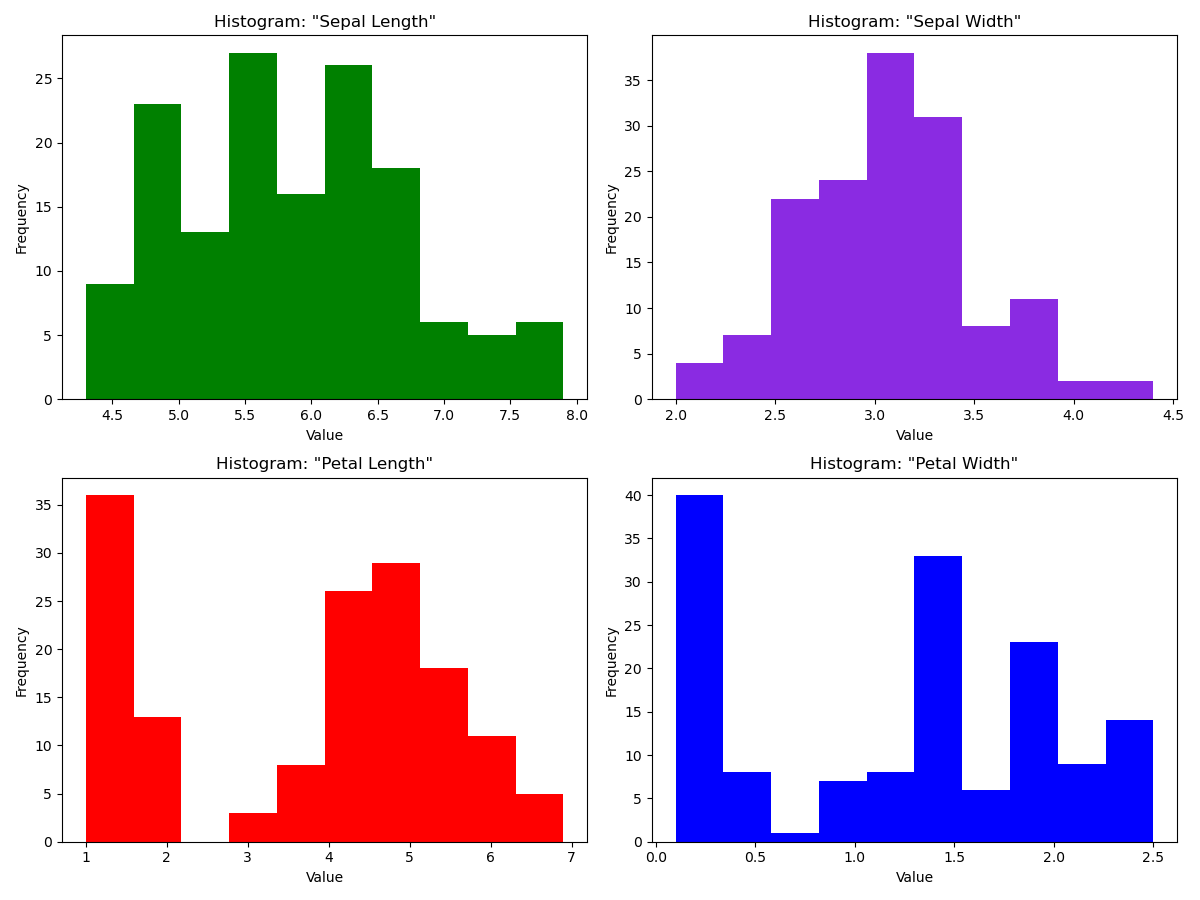 Histogram: "Sepal Length"
25
20
15
10
5
0
Frequency
4.5 5.0 5.5 6.0 6.5 7.0 7.5 8.0
Value
Histogram: "Sepal Width"
35
30
25
20
15
10
5
0
Frequency
2.0 2.5 3.0 3.5 4.0 4.5
Value
Histogram: "Petal Length"
35
30
25
20
15
10
5
0
Frequency
1 2 3 4 5 6 7
Value
Histogram: "Petal Width"
40
35
30
25
20
15
10
5
0
Frequency
0.0 0.5 1.0 1.5 2.0 2.5
Value